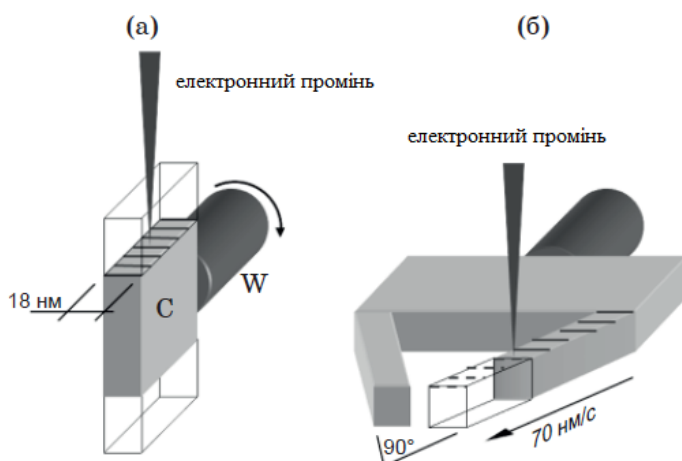 (а)
(б)
електронний промінь
електронний промінь
18 нм
С
W
90°
70 нм/с